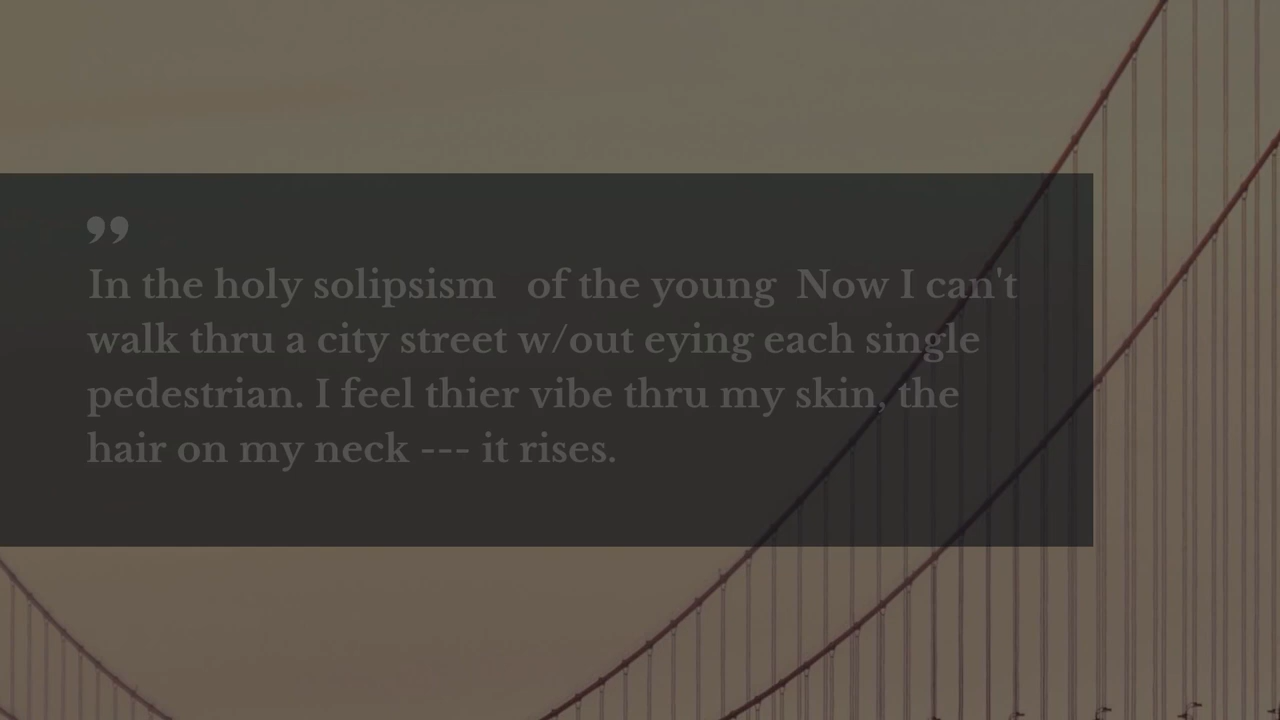 ”
In the holy solipsism   of the young  Now I can't
walk thru a city street w/out eying each single
pedestrian. I feel thier vibe thru my skin, the
hair on my neck --- it rises.